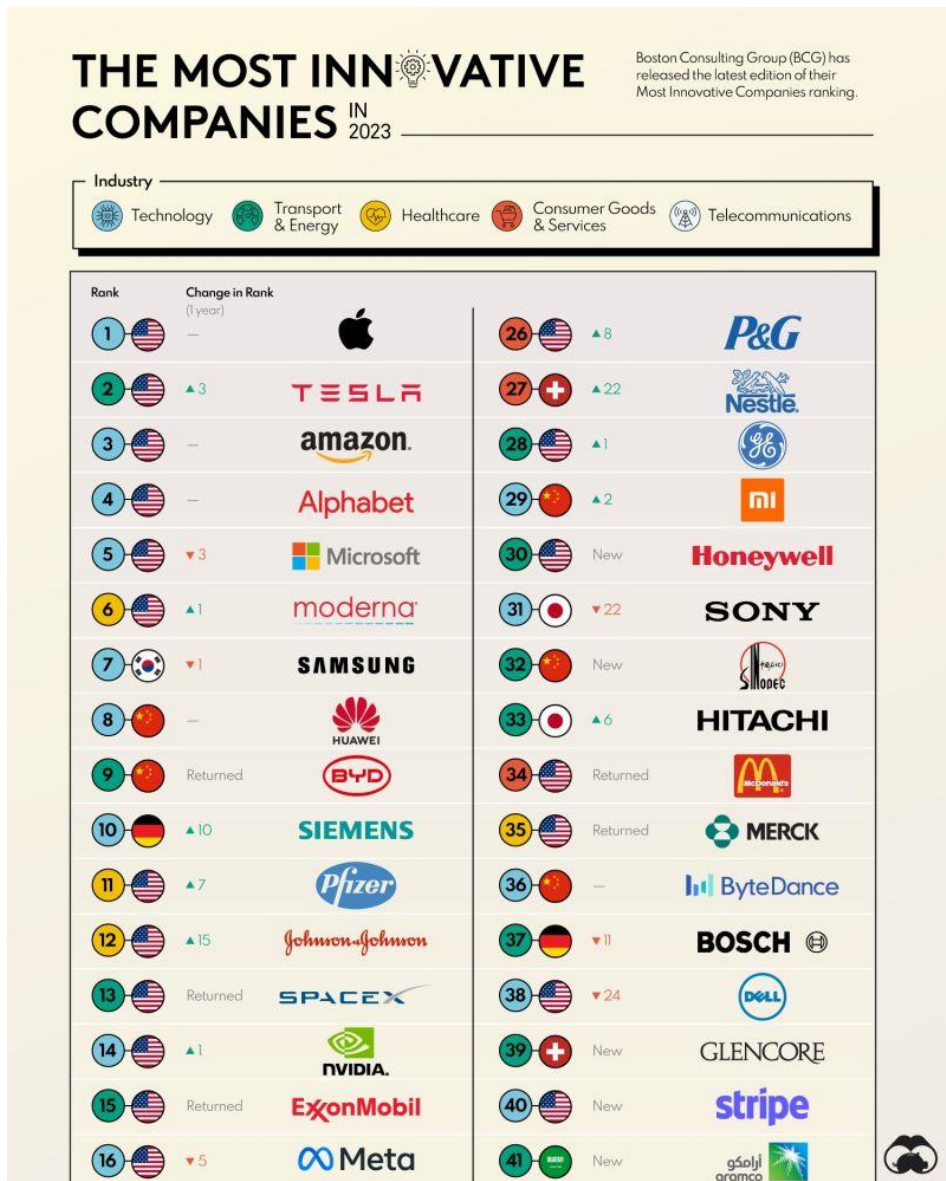 THE MOST INNOVATIVE
COMPANIES IN 2023
Boston Consulting Group (BCG) has
released the latest edition of their
Most Innovative Companies ranking.
Industry
Technology
Transport
& Energy
Healthcare
Consumer Goods
& Services
Telecommunications
Rank
Change in Rank
(1 year)
1 –
2 ▲3 TESLA
3 – amazon.
4 – Alphabet
5 ▼3 Microsoft
6 ▲1 moderna
7 ▼1 SAMSUNG
8 – HUAWEI
9 Returned BYD
10 ▲10 SIEMENS
11 ▲7 Pfizer
12 ▲15 Johnson&Johnson
13 Returned SPACEX
14 ▲1 NVIDIA.
15 Returned ExxonMobil
16 ▼5 Meta
26 ▲8 P&G
27 ▲22 Nestlé.
28 ▲1 GE
29 ▲2 mi
30 New Honeywell
31 ▼22 SONY
32 New SINOPEC
33 ▲6 HITACHI
34 Returned McDonald's
35 Returned MERCK
36 – ByteDance
37 ▼11 BOSCH
38 ▼24 DELL
39 New GLENCORE
40 New stripe
41 New أرامكو
aramco